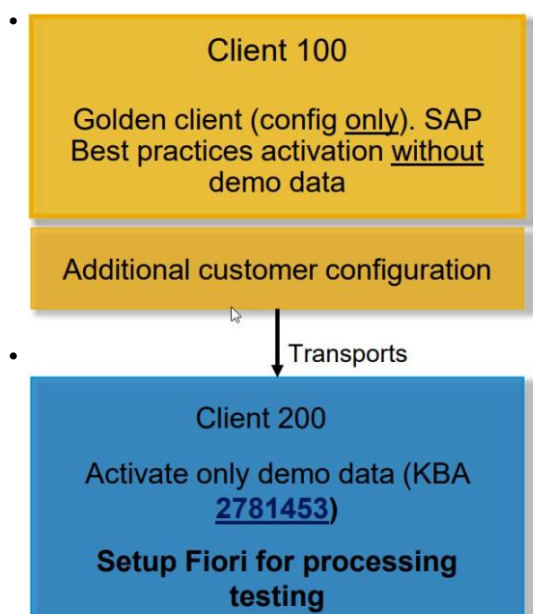 Client 100
Golden client (config only). SAP
Best practices activation without
demo data
Additional customer configuration
Transports
Client 200
Activate only demo data (KBA
2781453)
Setup Fiori for processing
testing